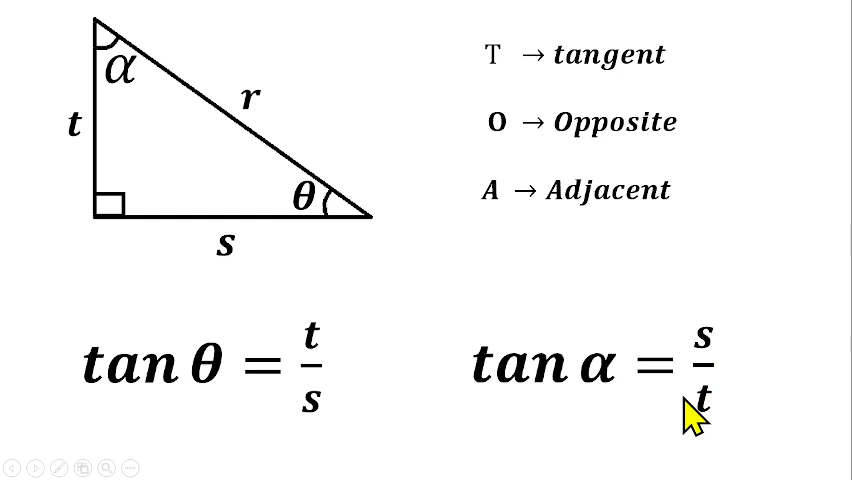 α
t
r
θ
s
T → tangent
O → Opposite
A → Adjacent
tan θ = t/s
tan α = s/t